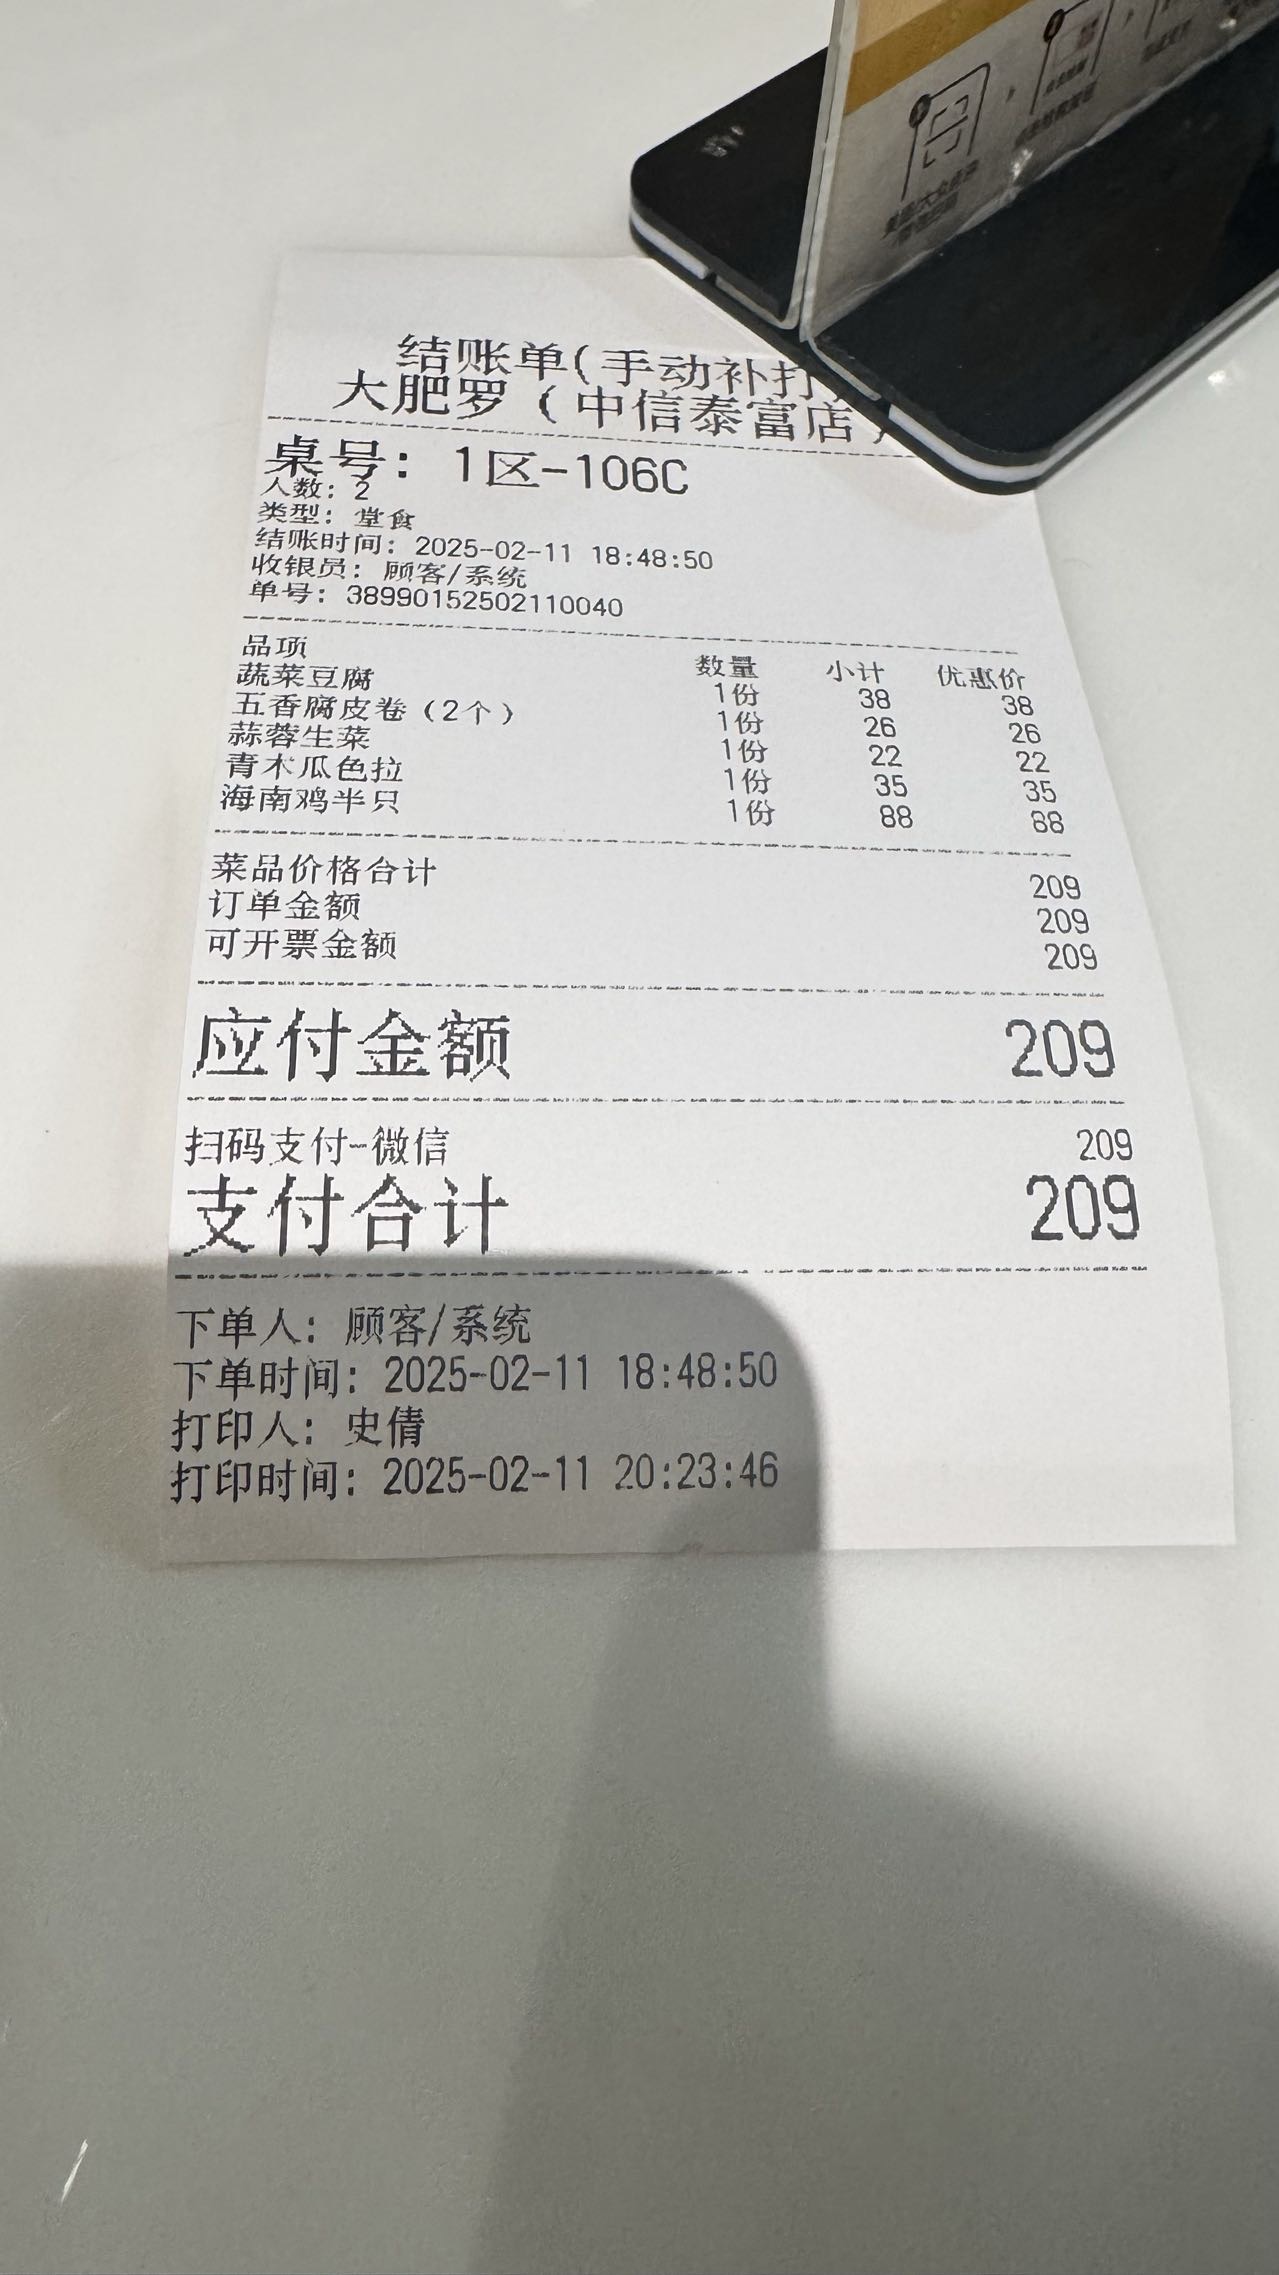 结账单(手动补打
大肥罗（中信泰富店）
桌号：1区-106C
人数：2
类型：堂食
结账时间：2025-02-11 18:48:50
收银员：顾客/系统
单号：38990152502110040
品项 数量 小计 优惠价
蔬菜豆腐 1份 38 38
五香腐皮卷（2个） 1份 26 26
蒜蓉生菜 1份 22 22
青木瓜色拉 1份 35 35
海南鸡半只 1份 88 88
菜品价格合计 209
订单金额 209
可开票金额 209
应付金额 209
扫码支付-微信 209
支付合计 209
下单人：顾客/系统
下单时间：2025-02-11 18:48:50
打印人：史倩
打印时间：2025-02-11 20:23:46